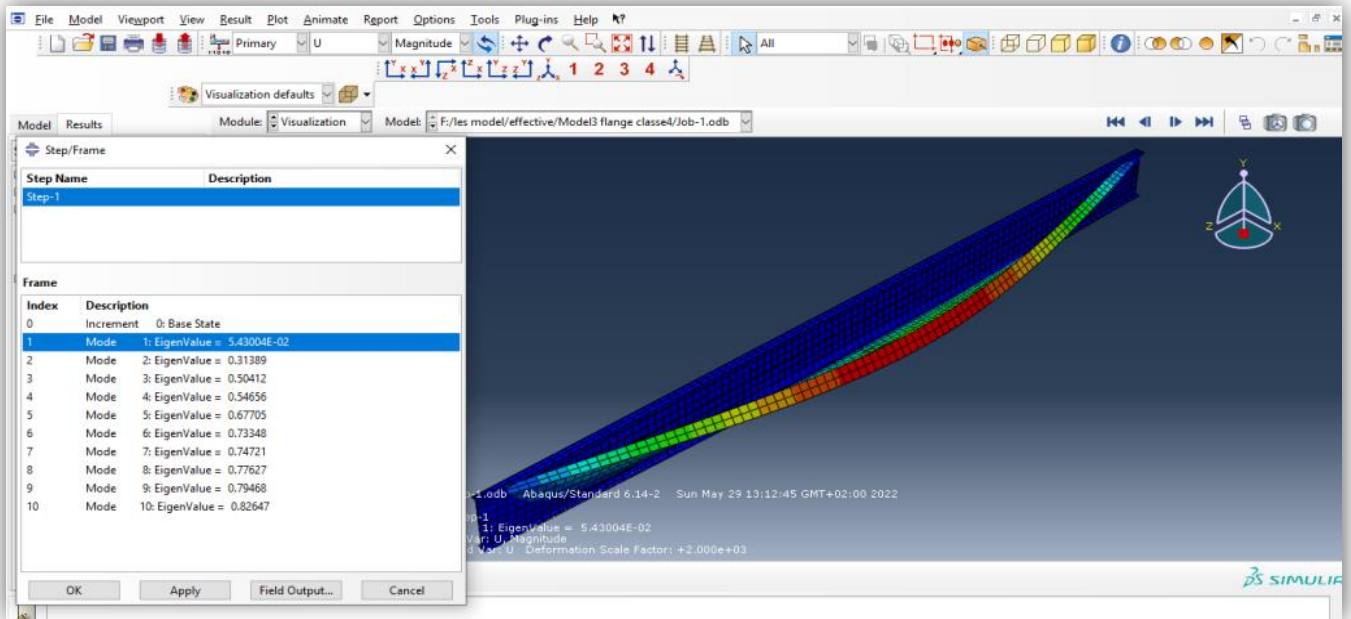 File Model Viewport View Result Plot Animate Report Options Tools Plug-ins Help
Primary U Magnitude All
1 2 3 4
Visualization defaults
Model Results Module: Visualization Model: F:/les model/effective/Model3 flange classe4/Job-1.odb
Step/Frame
Step Name Description
Step-1
Frame
Index Description
0 Increment 0: Base State
1 Mode 1: EigenValue = 5.43004E-02
2 Mode 2: EigenValue = 0.31389
3 Mode 3: EigenValue = 0.50412
4 Mode 4: EigenValue = 0.54656
5 Mode 5: EigenValue = 0.67705
6 Mode 6: EigenValue = 0.73348
7 Mode 7: EigenValue = 0.74721
8 Mode 8: EigenValue = 0.77627
9 Mode 9: EigenValue = 0.79468
10 Mode 10: EigenValue = 0.82647
OK Apply Field Output... Cancel
Y
Z X
-1.odb Abaqus/Standard 6.14-2 Sun May 29 13:12:45 GMT+02:00 2022
1: EigenValue = 5.43004E-02
Var: U, Magnitude
Var: U Deformation Scale Factor: +2.000e+03
SIMULIA